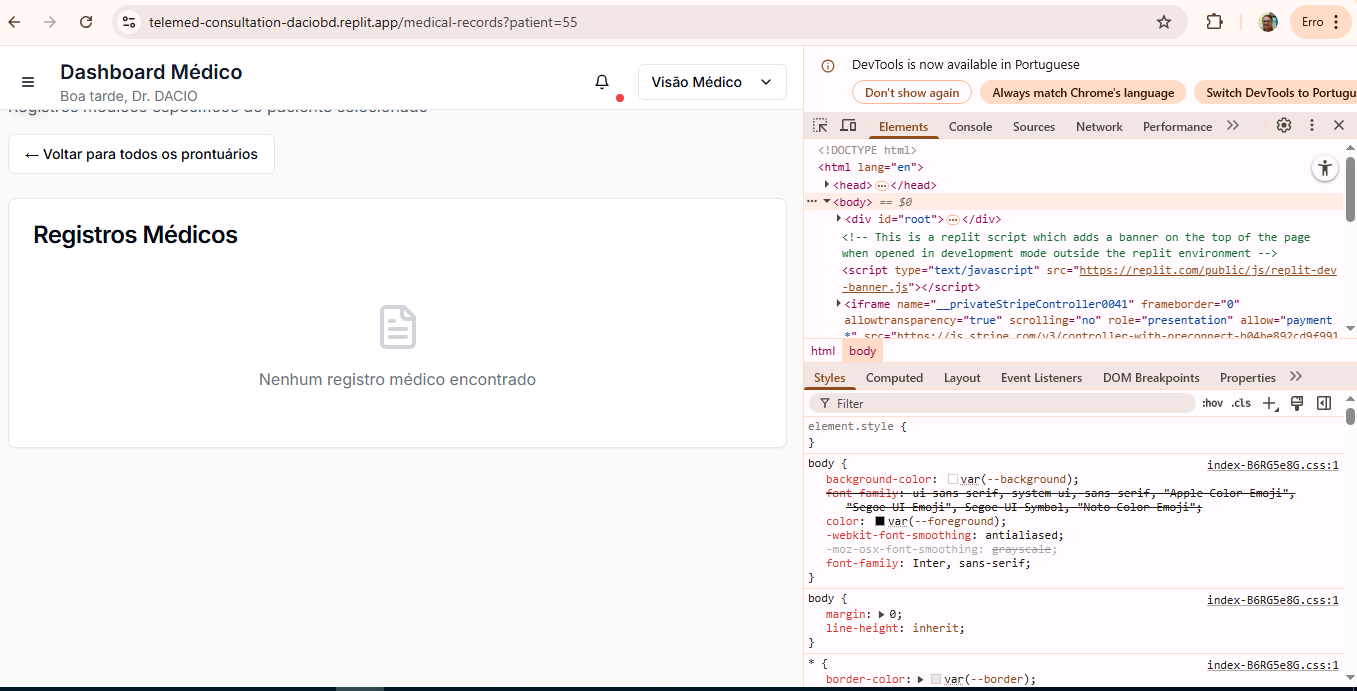 telemed-consultation-daciobd.replit.app/medical-records?patient=55
Erro
Dashboard Médico
Boa tarde, Dr. DACIO
Visão Médico
Registros médicos específicos do paciente selecionado
← Voltar para todos os prontuários
Registros Médicos
Nenhum registro médico encontrado
DevTools is now available in Portuguese
Don't show again
Always match Chrome's language
Switch DevTools to Portugu
Elements
Console
Sources
Network
Performance
<!DOCTYPE html>
<html lang="en">
<head> … </head>
… <body> == $0
<div id="root"> … </div>
<!-- This is a replit script which adds a banner on the top of the page
when opened in development mode outside the replit environment -->
<script type="text/javascript" src="https://replit.com/public/js/replit-dev
-banner.js"></script>
<iframe name="__privateStripeController0041" frameborder="0"
allowtransparency="true" scrolling="no" role="presentation" allow="payment
*" src="https://js.stripe.com/v3/controller-with-preconnect-b04be892cd9f991
html body
Styles
Computed
Layout
Event Listeners
DOM Breakpoints
Properties
Filter
:hov .cls
element.style {
}
body {
index-B6RG5e8G.css:1
background-color: var(--background);
font-family: ui-sans-serif, system-ui, sans-serif, "Apple Color Emoji",
"Segoe UI Emoji", Segoe UI Symbol, "Noto Color Emoji";
color: var(--foreground);
-webkit-font-smoothing: antialiased;
-moz-osx-font-smoothing: grayscale;
font-family: Inter, sans-serif;
}
body {
index-B6RG5e8G.css:1
margin: 0;
line-height: inherit;
}
* {
index-B6RG5e8G.css:1
border-color: var(--border);